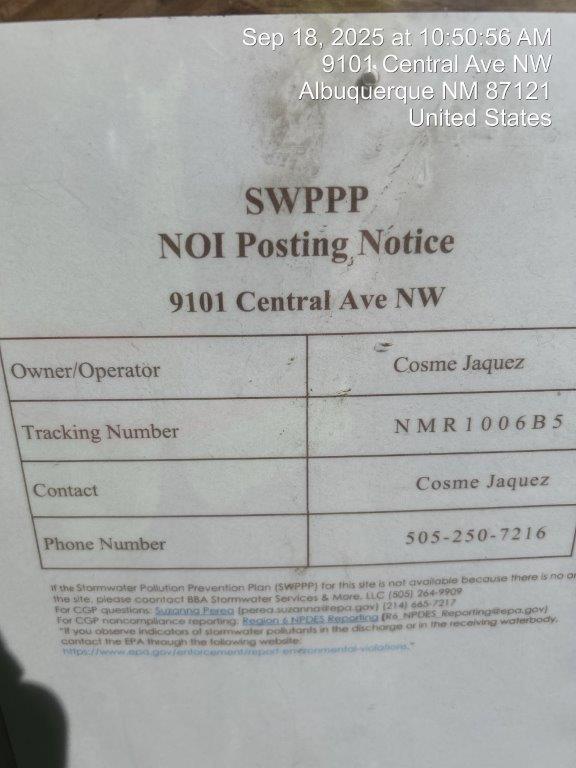 Sep 18, 2025 at 10:50:56 AM
9101 Central Ave NW
Albuquerque NM 87121
United States
SWPPP
NOI Posting Notice
9101 Central Ave NW
Owner/Operator Cosme Jaquez
Tracking Number NMR1006B5
Contact Cosme Jaquez
Phone Number 505-250-7216
If the Stormwater Pollution Prevention Plan (SWPPP) for this site is not available because there is no
the site, please coontact BBA Stormwater Services & More, LLC (505) 264-9909
For CGP questions: Suzanna Perea (perea.suzanna@epa.gov) (214) 665-7217
For CGP noncompliance reporting: Region 6 NPDES Reporting (R6_NPDES_Reporting@epa.gov)
"If you observe indicators of stormwater pollutants in the discharge or in the receiving waterbody,
contact the EPA through the following website:
https://www.epa.gov/enforcement/report-environmental-violations."